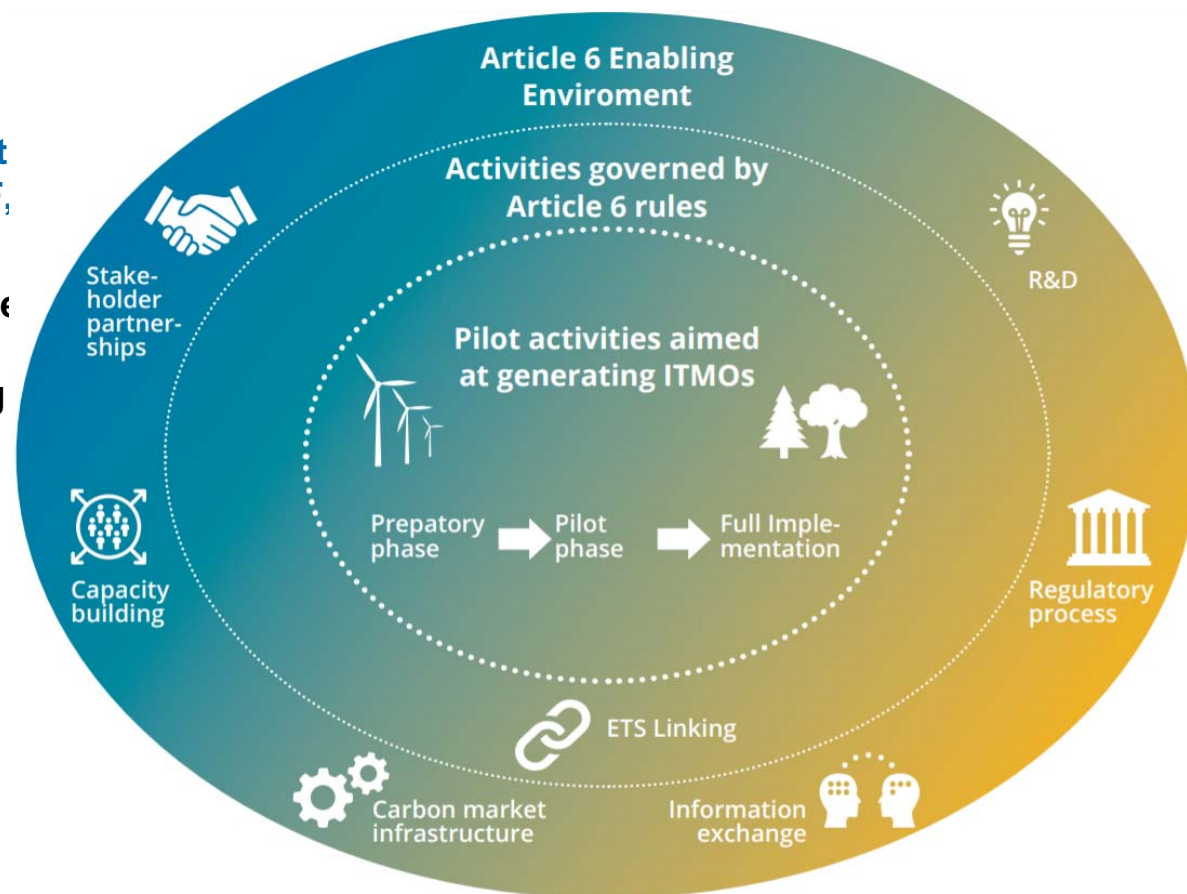 Article 6 Enabling
Enviroment
Activities governed by
Article 6 rules
Stake-
holder
partner-
ships
R&D
Pilot activities aimed
at generating ITMOs
Prepatory
phase
Pilot
phase
Full Imple-
mentation
Capacity
building
Regulatory
process
ETS Linking
Carbon market
infrastructure
Information
exchange